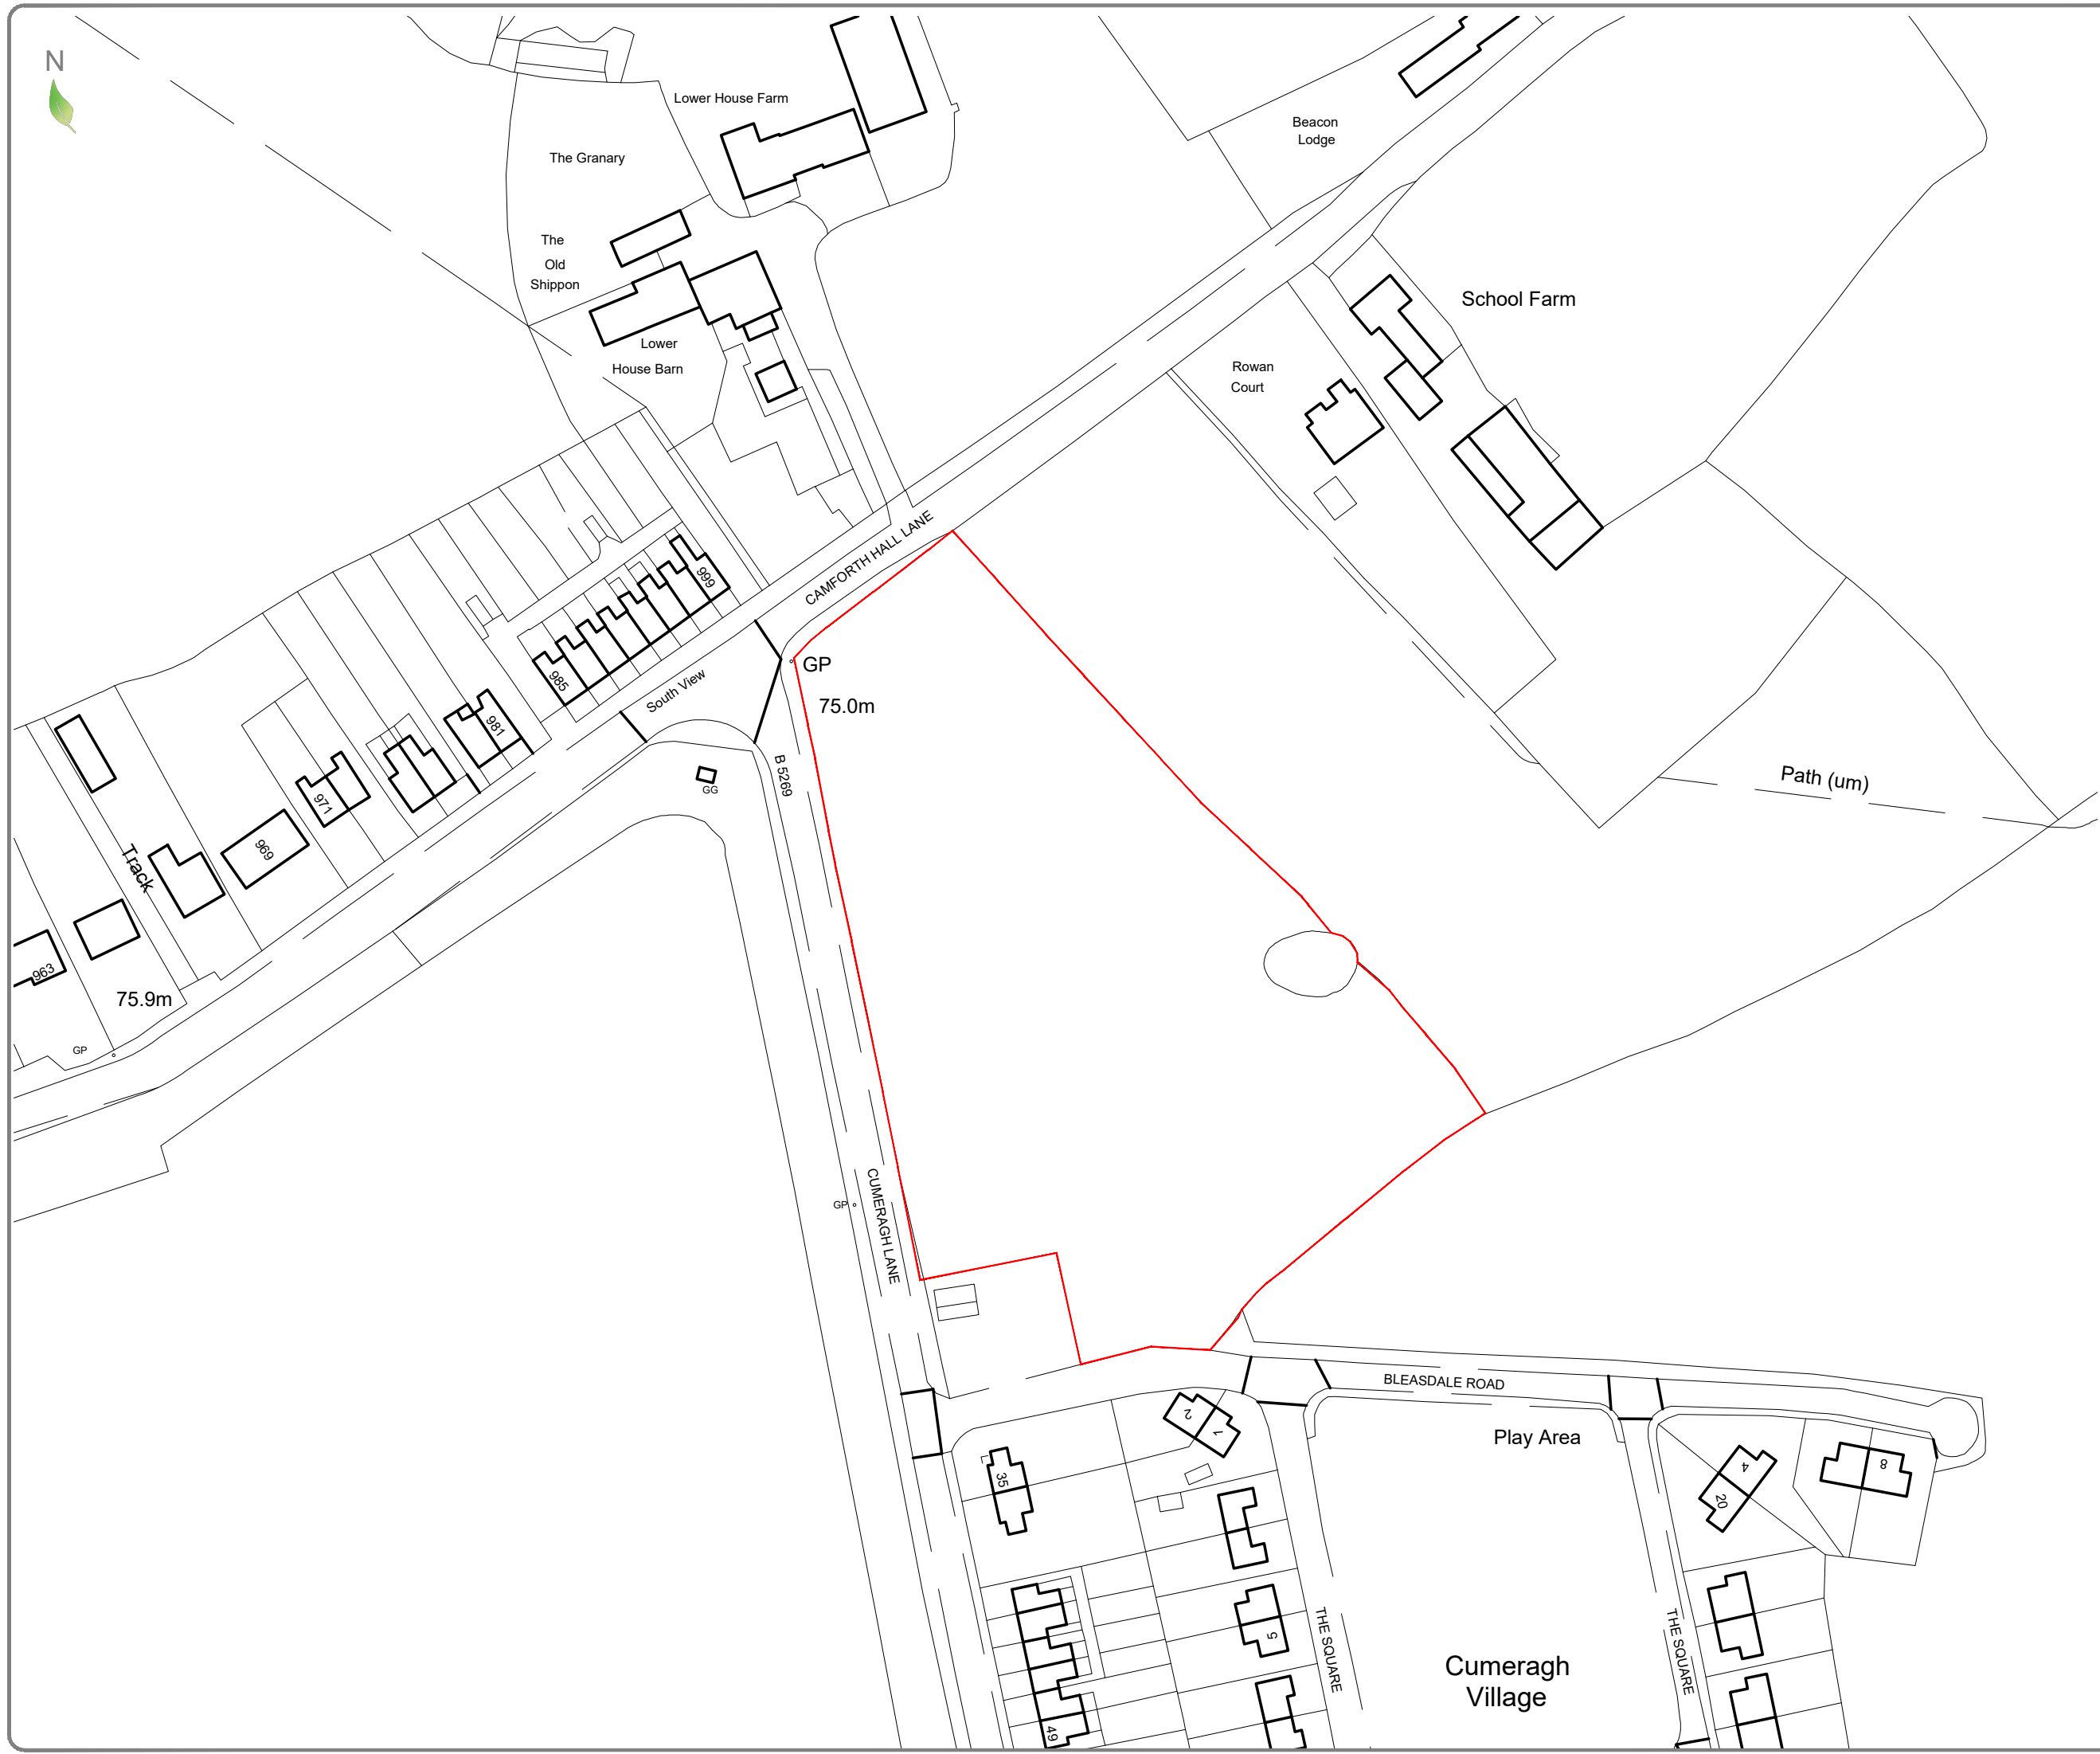 N
Lower House Farm
The Granary
Beacon
Lodge
The
Old
Shippon
School Farm
Lower
House Barn
Rowan
Court
CAMFORTH HALL LANE
999
985
South View
GP
75.0m
981
971
969
GG
B 5269
Path (um)
Track
963
75.9m
GP
GP
CUMERAGH LANE
BLEASDALE ROAD
2
7
Play Area
35
4
20
8
5
THE SQUARE
THE SQUARE
Cumeragh
Village
49